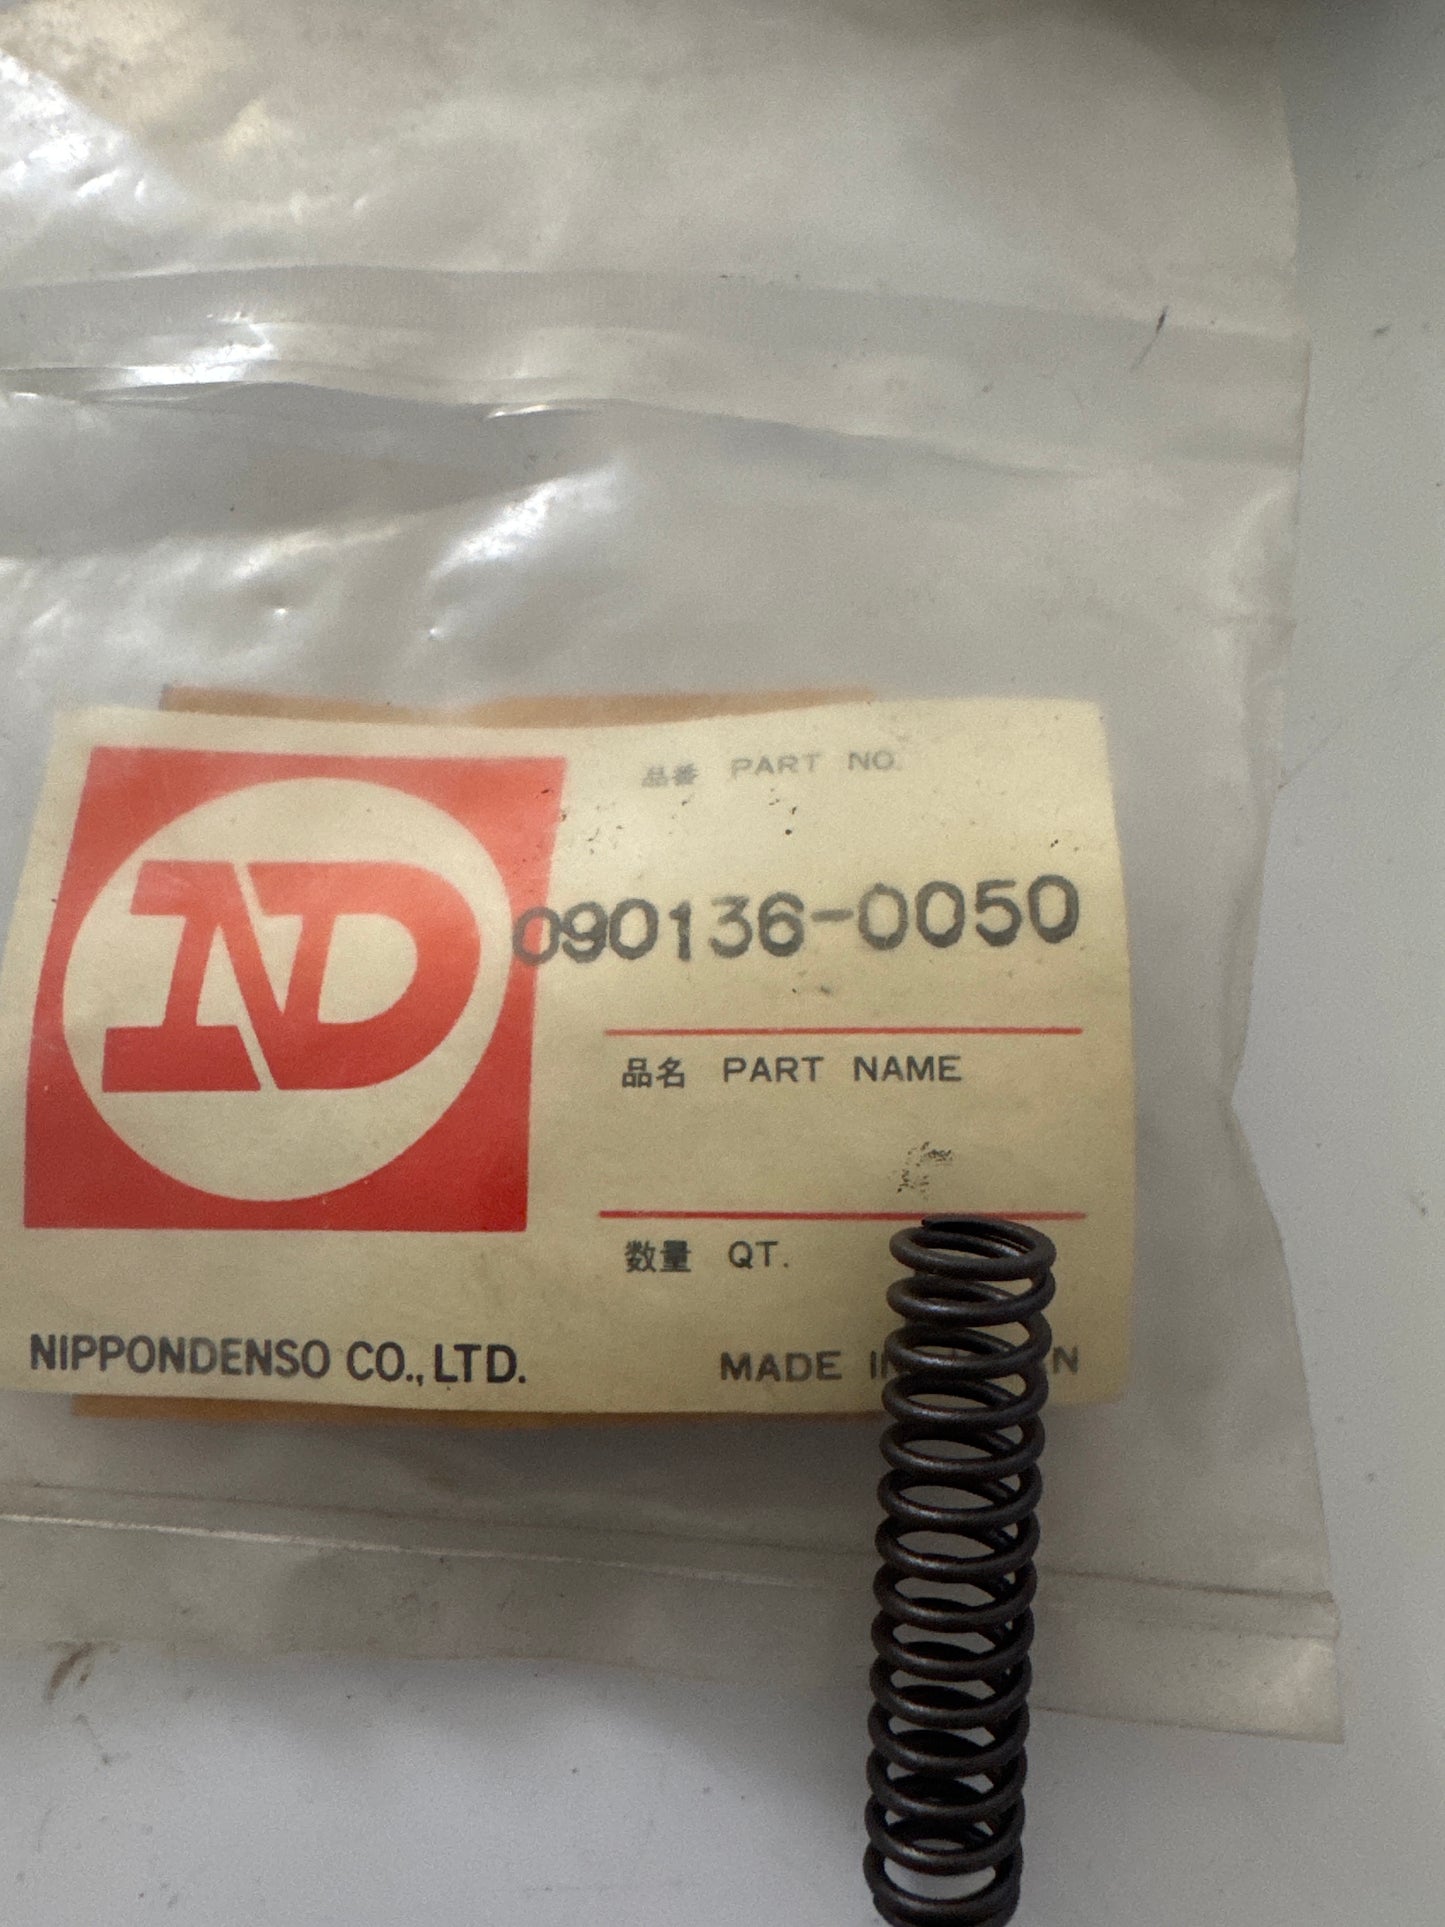 品番 PART NO.
ND
090136-0050
品名 PART NAME
数量 QT.
NIPPONDENSO CO., LTD.
MADE IN